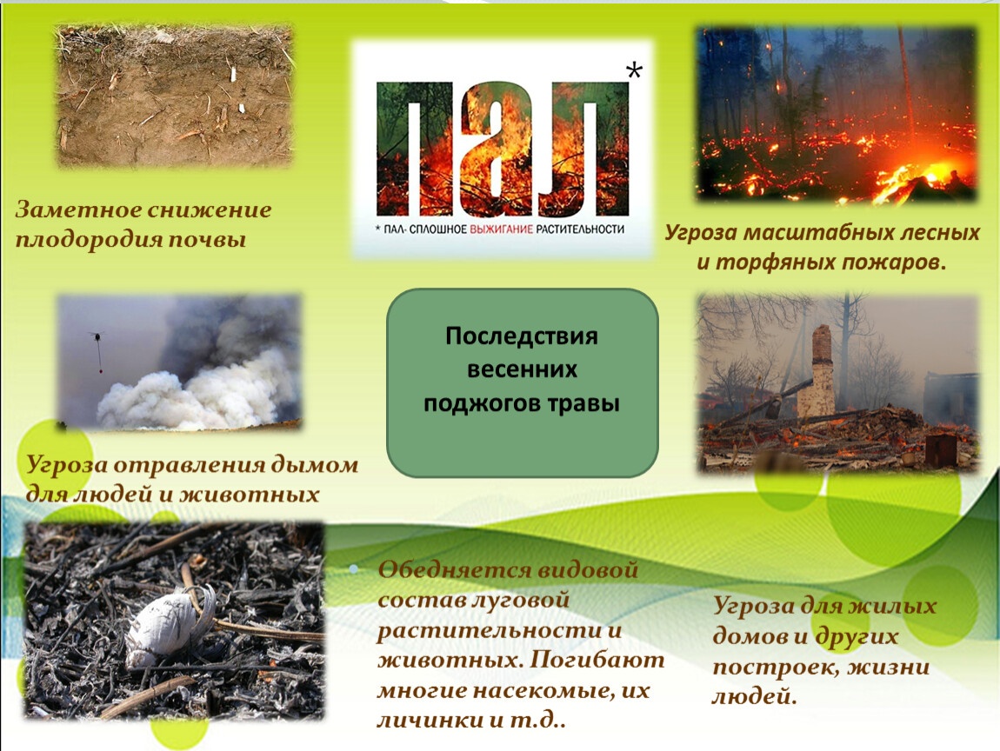 пал*
* ПАЛ- СПЛОШНОЕ ВЫЖИГАНИЕ РАСТИТЕЛЬНОСТИ
Заметное снижение
плодородия почвы
Угроза масштабных лесных
и торфяных пожаров.
Последствия
весенних
поджогов травы
Угроза отравления дымом
для людей и животных
• Обедняется видовой
состав луговой
растительности и
животных. Погибают
многие насекомые, их
личинки и т.д..
Угроза для жилых
домов и других
построек, жизни
людей.